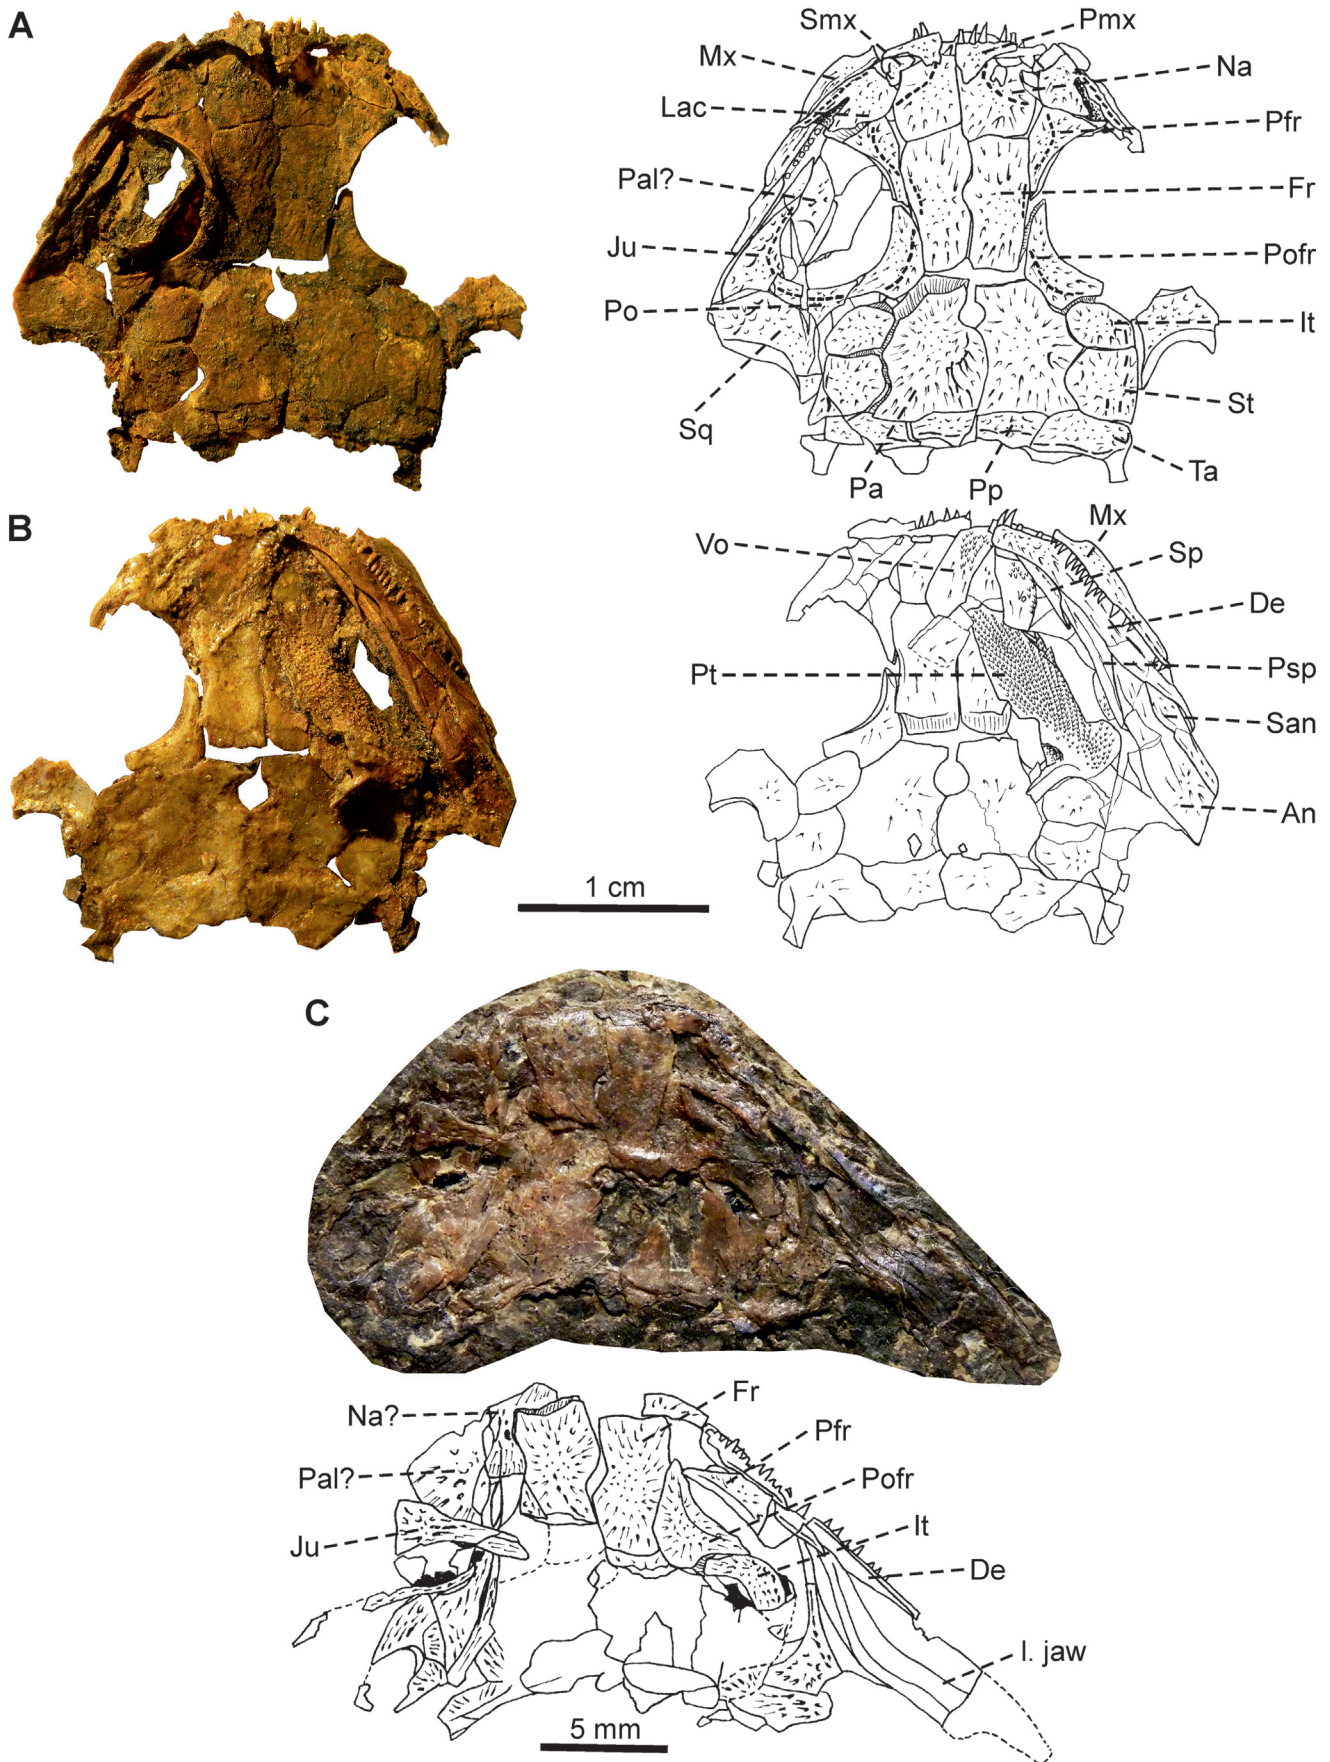 A
Smx
Pmx
Mx
Na
Lac
Pfr
Pal?
Fr
Ju
Pofr
Po
It
Sq
St
Pa
Pp
Ta
B
Vo
Mx
Sp
De
Pt
Psp
San
An
1 cm
C
Na?
Fr
Pfr
Pal?
Pofr
Ju
It
De
l. jaw
5 mm